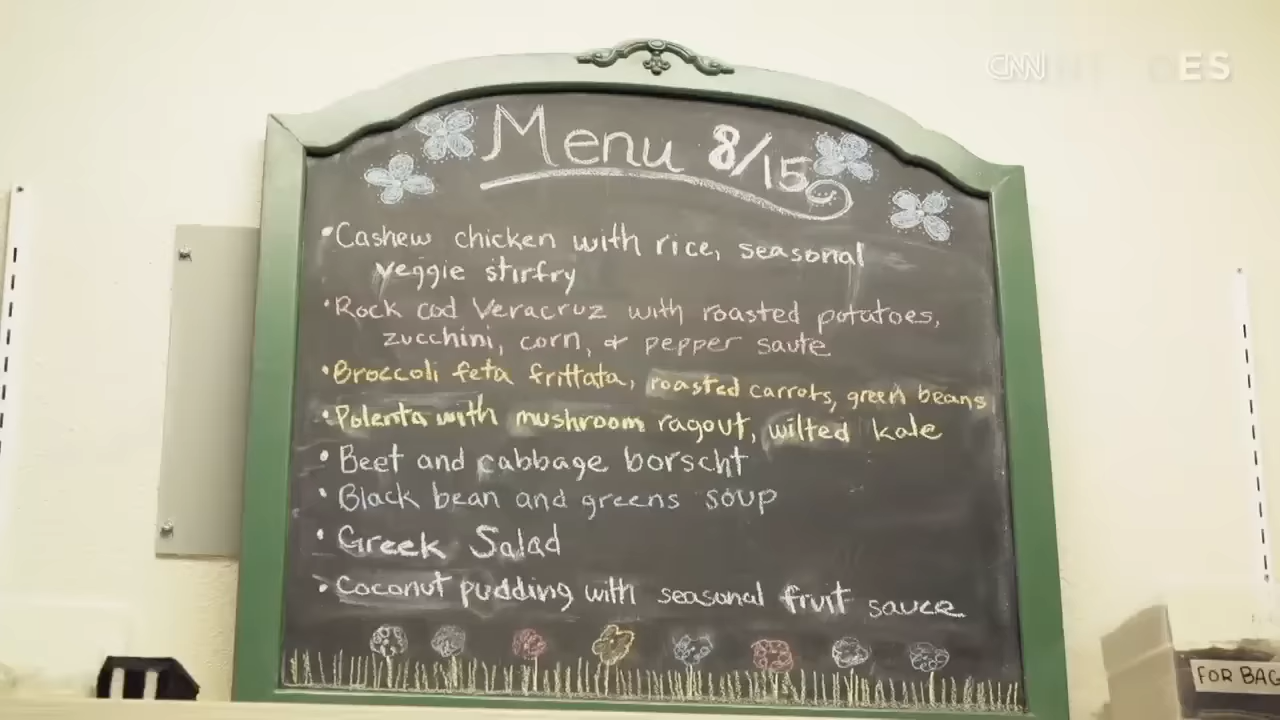 CNN ES
Menu 8/15
•Cashew chicken with rice, seasonal
veggie stirfry
•Rock cod Veracruz with roasted potatoes,
zucchini, corn, & pepper saute
•Broccoli feta frittata, roasted carrots, green beans
•Polenta with mushroom ragout, wilted kale
•Beet and cabbage borscht
•Black bean and greens soup
•Greek Salad
•Coconut pudding with seasonal fruit sauce
FOR BAG